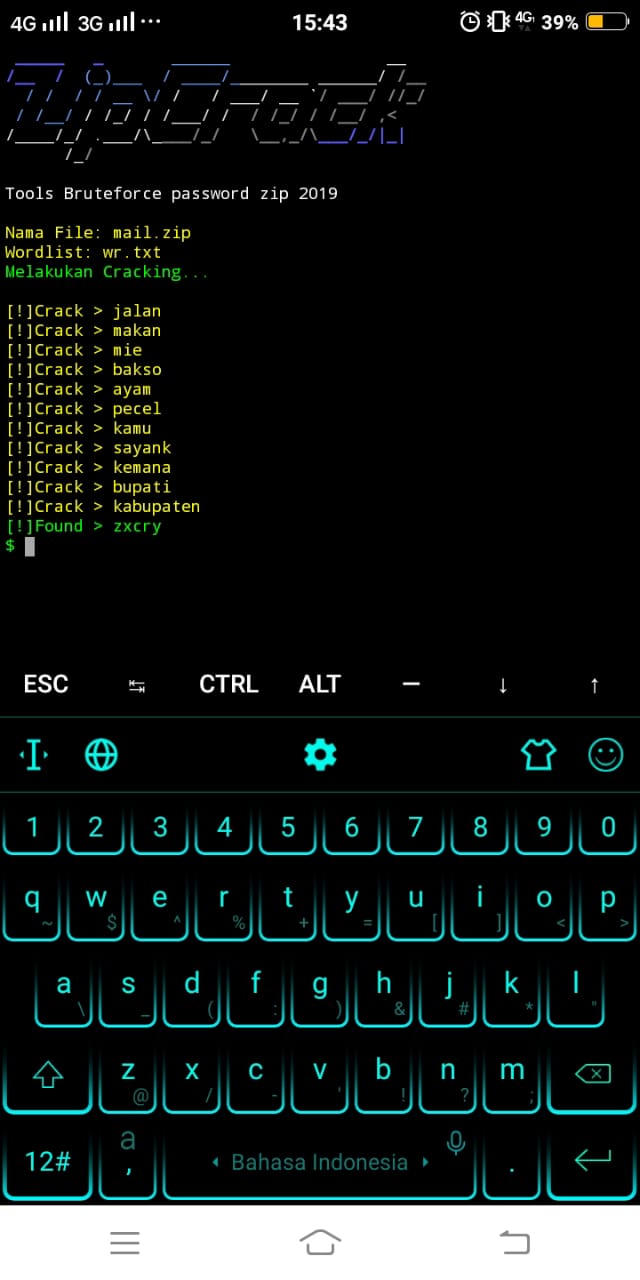 4G 3G ... 15:43 4G 39%
ZipCrack
Tools Bruteforce password zip 2019
Nama File: mail.zip
Wordlist: wr.txt
Melakukan Cracking...
[!]Crack > jalan
[!]Crack > makan
[!]Crack > mie
[!]Crack > bakso
[!]Crack > ayam
[!]Crack > pecel
[!]Crack > kamu
[!]Crack > sayank
[!]Crack > kemana
[!]Crack > bupati
[!]Crack > kabupaten
[!]Found > zxcry
$
ESC ↹ CTRL ALT — ↓ ↑
1 2 3 4 5 6 7 8 9 0
q w e r t y u i o p
~ $ ^ % + = [ ] < >
a s d f g h j k l
\ _ ( : ) & # * "
z x c v b n m
@ / - ' ! ? ;
12# a , Bahasa Indonesia .